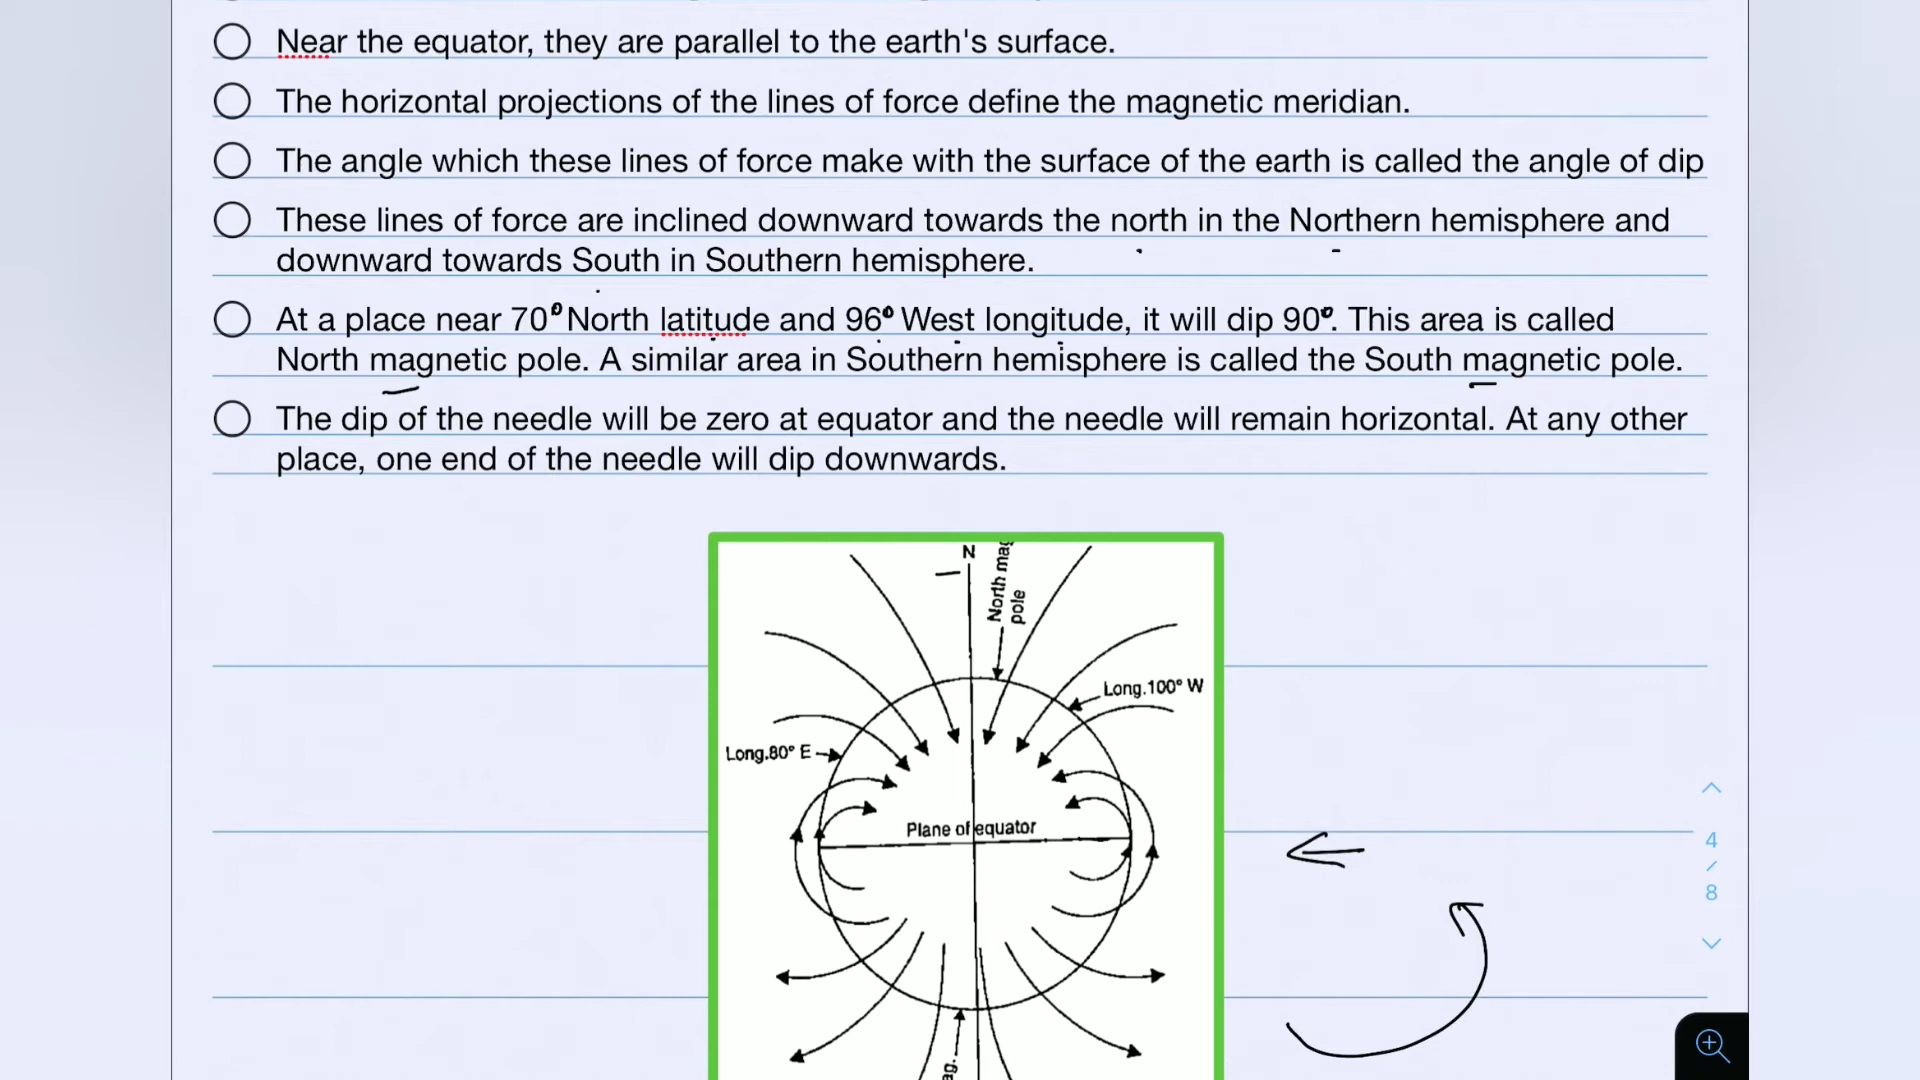 Near the equator, they are parallel to the earth's surface.
The horizontal projections of the lines of force define the magnetic meridian.
The angle which these lines of force make with the surface of the earth is called the angle of dip
These lines of force are inclined downward towards the north in the Northern hemisphere and
downward towards South in Southern hemisphere.
At a place near 70° North latitude and 96° West longitude, it will dip 90°. This area is called
North magnetic pole. A similar area in Southern hemisphere is called the South magnetic pole.
The dip of the needle will be zero at equator and the needle will remain horizontal. At any other
place, one end of the needle will dip downwards.
N
North mag
pole
Long.100° W
Long.80° E
Plane of equator
4
/
8
ag.